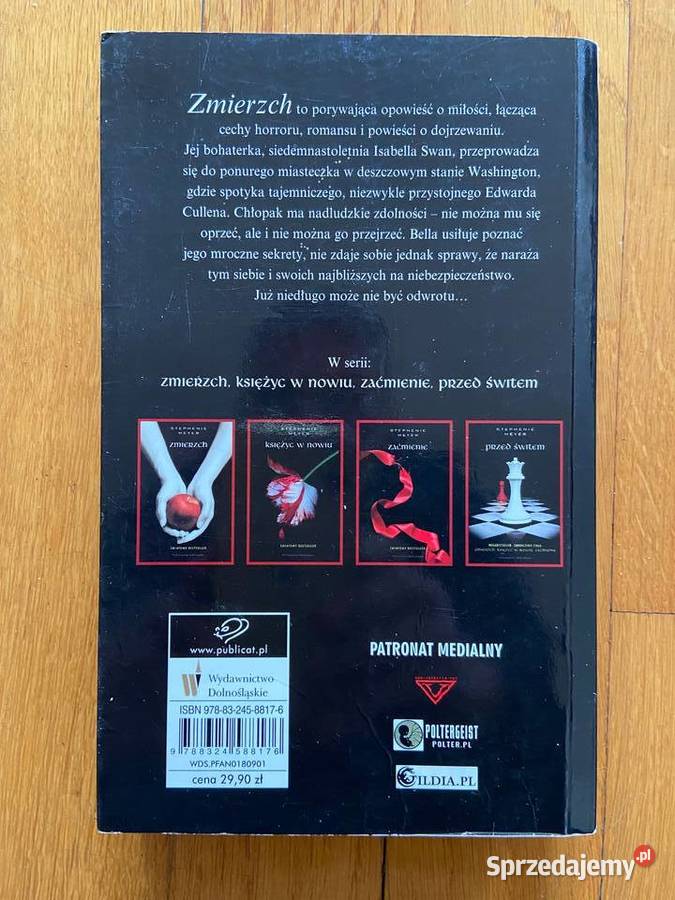 Zmierzch to porywająca opowieść o miłości, łącząca
cechy horroru, romansu i powieści o dojrzewaniu.
Jej bohaterka, siedemnastoletnia Isabella Swan, przeprowadza
się do ponurego miasteczka w deszczowym stanie Washington,
gdzie spotyka tajemniczego, niezwykle przystojnego Edwarda
Cullena. Chłopak ma nadludzkie zdolności – nie można mu się
oprzeć, ale i nie można go przejrzeć. Bella usiłuje poznać
jego mroczne sekrety, nie zdaje sobie jednak sprawy, że naraża
tym siebie i swoich najbliższych na niebezpieczeństwo.
Już niedługo może nie być odwrotu...
W serii:
ZMIERZCH, KSIĘŻYC W NOWIU, ZAĆMIENIE, PRZED ŚWITEM
STEPHENIE
MEYER
ZMIERZCH
ŚWIATOWY BESTSELLER
STEPHENIE
MEYER
KSIĘŻYC W NOWIU
ŚWIATOWY BESTSELLER
STEPHENIE
MEYER
ZAĆMIENIE
ŚWIATOWY BESTSELLER
STEPHENIE
MEYER
PRZED ŚWITEM
www.publicat.pl
Wydawnictwo
Dolnośląskie
ISBN 978-83-245-8817-6
9 788324 588176
WDS.PFAN0180901
cena 29,90 zł
PATRONAT MEDIALNY
POLTERGEIST
POLTER.PL
GILDIA.PL
Sprzedajemy.pl